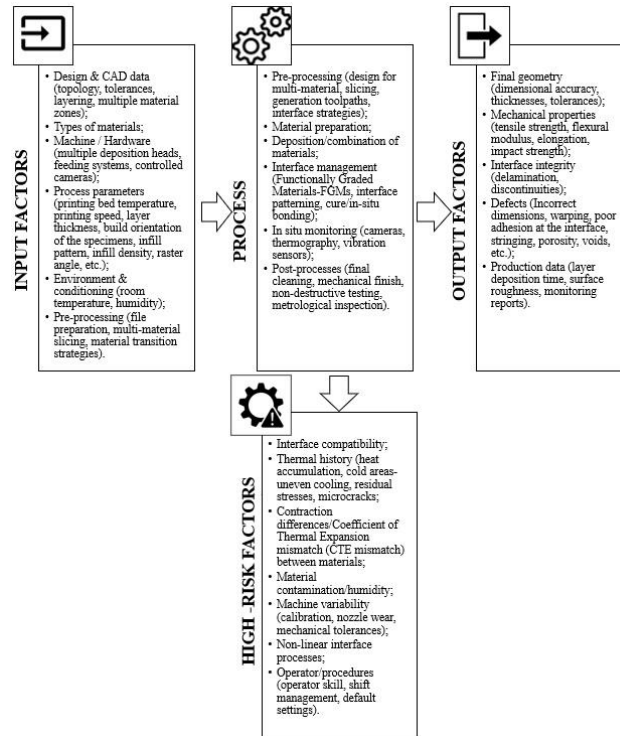 INPUT FACTORS
• Design & CAD data
(topology, tolerances,
layering, multiple material
zones);
• Types of materials;
• Machine / Hardware
(multiple deposition heads,
feeding systems, controlled
cameras);
• Process parameters
(printing bed temperature,
printing speed, layer
thickness, build orientation
of the specimens, infill
pattern, infill density, raster
angle, etc.);
• Environment &
conditioning (room
temperature, humidity);
• Pre-processing (file
preparation, multi-material
slicing, material transition
strategies).
PROCESS
• Pre-processing (design for
multi-material, slicing,
generation toolpaths,
interface strategies);
• Material preparation;
• Deposition/combination of
materials;
• Interface management
(Functionally Graded
Materials-FGMs, interface
patterning, cure/in-situ
bonding);
• In situ monitoring (cameras,
thermography, vibration
sensors);
• Post-processes (final
cleaning, mechanical finish,
non-destructive testing,
metrological inspection).
OUTPUT FACTORS
• Final geometry
(dimensional accuracy,
thicknesses, tolerances);
• Mechanical properties
(tensile strength, flexural
modulus, elongation,
impact strength);
• Interface integrity
(delamination,
discontinuities);
• Defects (Incorrect
dimensions, warping, poor
adhesion at the interface,
stringing, porosity, voids,
etc.);
• Production data (layer
deposition time, surface
roughness, monitoring
reports).
HIGH -RISK FACTORS
• Interface compatibility;
• Thermal history (heat
accumulation, cold areas-
uneven cooling, residual
stresses, microcracks;
• Contraction
differences/Coefficient of
Thermal Expansion
mismatch (CTE mismatch)
between materials;
• Material
contamination/humidity;
• Machine variability
(calibration, nozzle wear,
mechanical tolerances);
• Non-linear interface
processes;
• Operator/procedures
(operator skill, shift
management, default
settings).